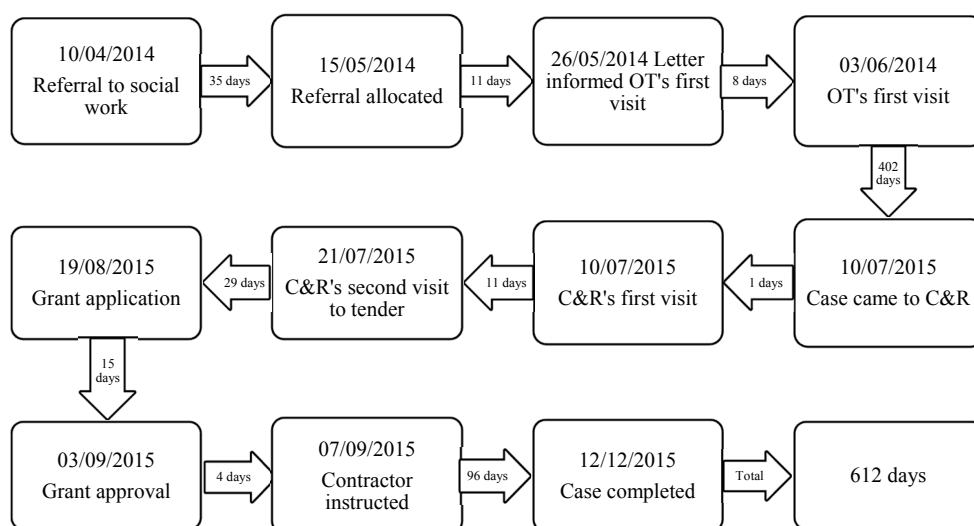 10/04/2014
Referral to social
work
35 days
15/05/2014
Referral allocated
11 days
26/05/2014 Letter
informed OT's first
visit
8 days
03/06/2014
OT's first visit
402
days
10/07/2015
Case came to C&R
1 days
10/07/2015
C&R's first visit
11 days
21/07/2015
C&R's second visit
to tender
29 days
19/08/2015
Grant application
15
days
03/09/2015
Grant approval
4 days
07/09/2015
Contractor
instructed
96 days
12/12/2015
Case completed
Total
612 days